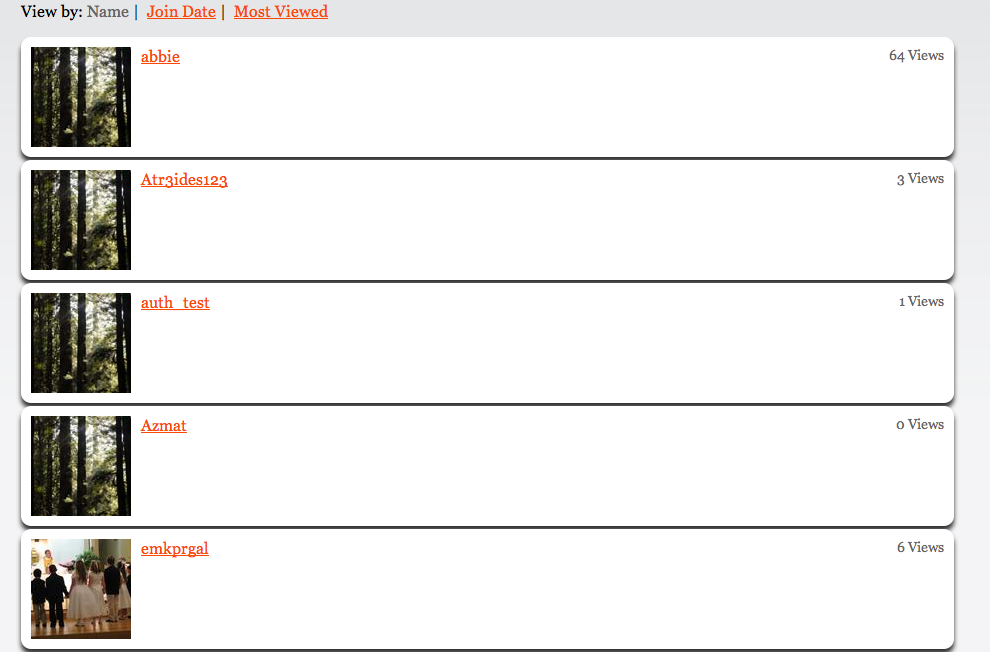 View by: Name | Join Date | Most Viewed
abbie 64 Views
Atr3ides123 3 Views
auth_test 1 Views
Azmat 0 Views
emkprgal 6 Views